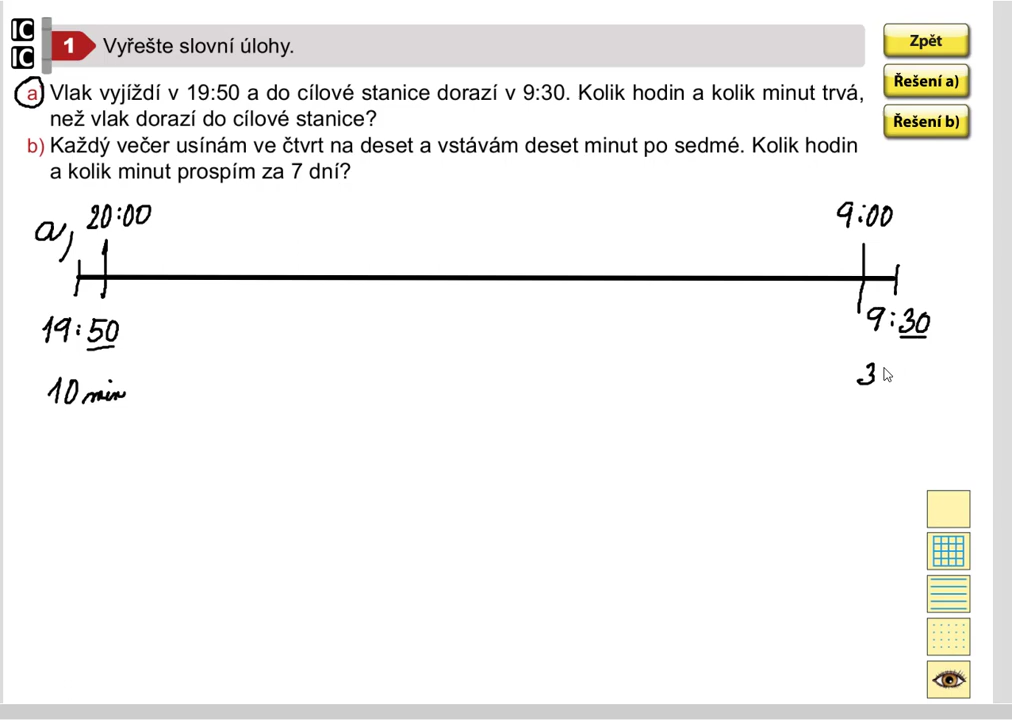 IC
IC
1 Vyřešte slovní úlohy.
Zpět
Řešení a)
Řešení b)
a) Vlak vyjíždí v 19:50 a do cílové stanice dorazí v 9:30. Kolik hodin a kolik minut trvá,
než vlak dorazí do cílové stanice?
b) Každý večer usínám ve čtvrt na deset a vstávám deset minut po sedmé. Kolik hodin
a kolik minut prospím za 7 dní?
a) 20:00 9:00
19:50 9:30
10 min 3